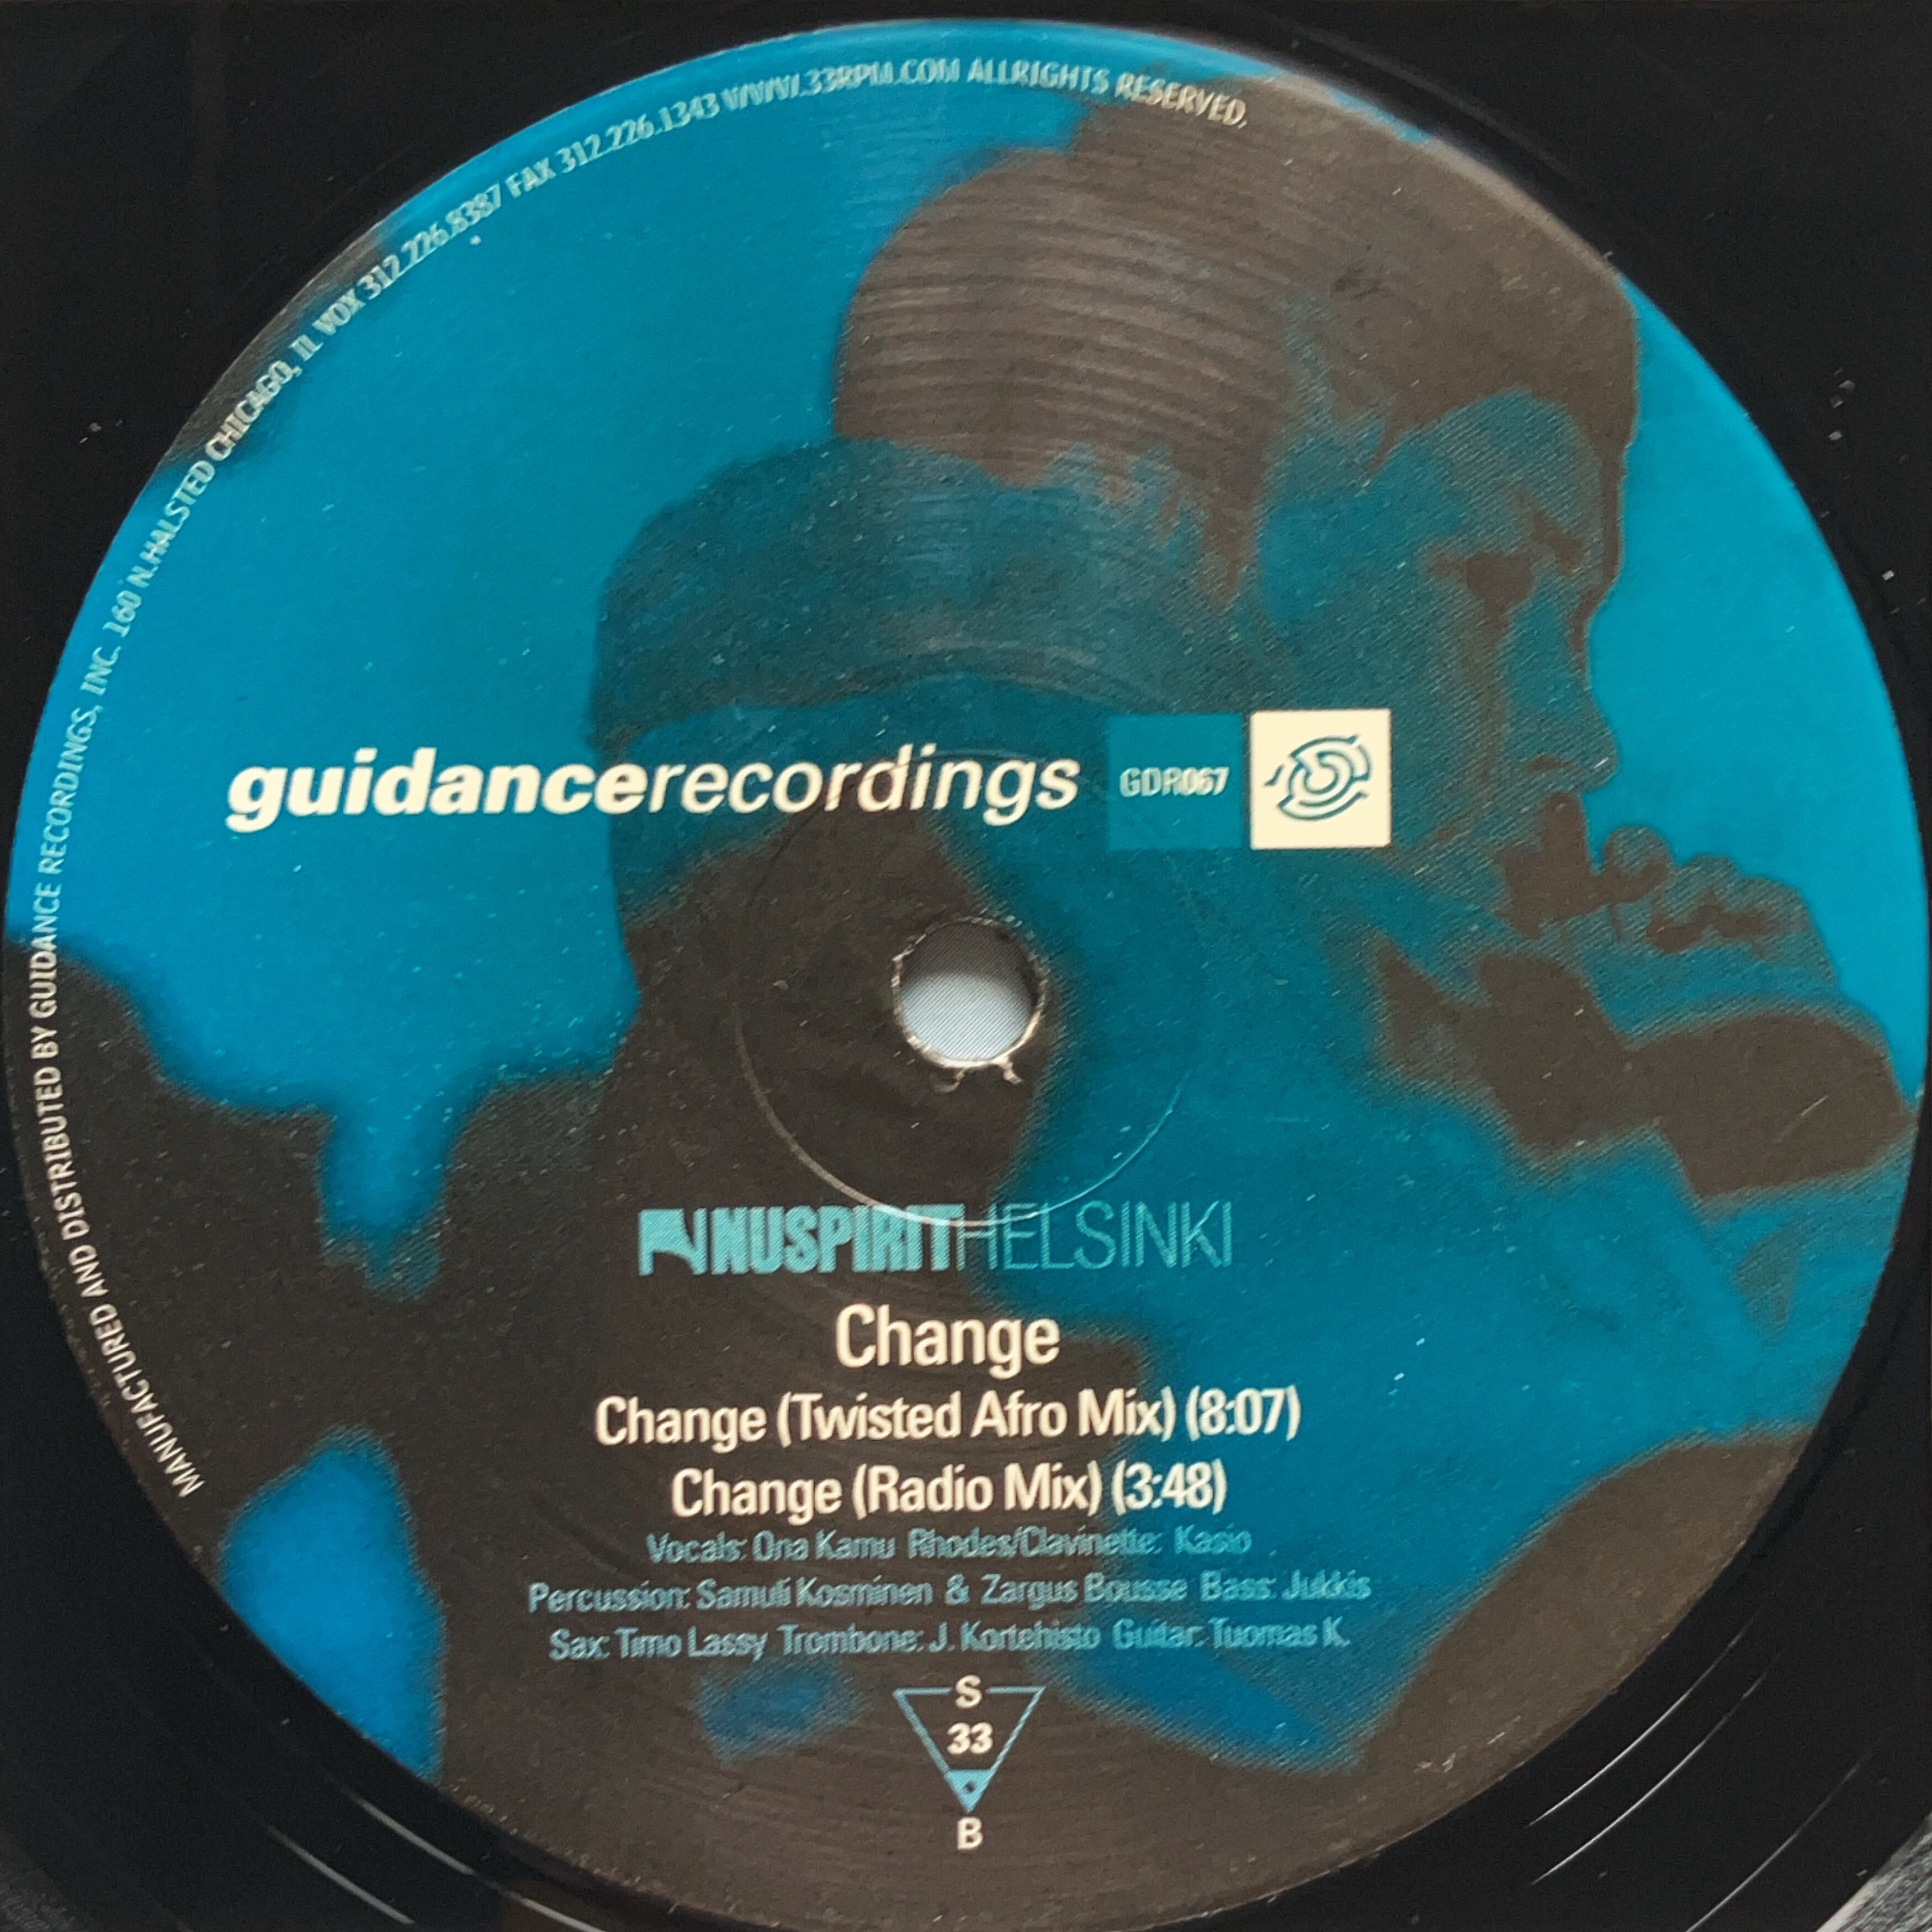 MANUFACTURED AND DISTRIBUTED BY GUIDANCE RECORDINGS, INC. 160 N.HALSTED CHICAGO, IL VOX 312.226.8387 FAX 312.226.1343 WWW.33RPM.COM ALLRIGHTS RESERVED.
guidancerecordings GDR067
NUSPIRITHELSINKI
Change
Change (Twisted Afro Mix) (8:07)
Change (Radio Mix) (3:48)
Vocals: Ona Kamu Rhodes/Clavinette: Kasio
Percussion: Samuli Kosminen & Zargus Bousse Bass: Jukkis
Sax: Timo Lassy Trombone: J. Kortehisto Guitar: Tuomas K.
S
33
B